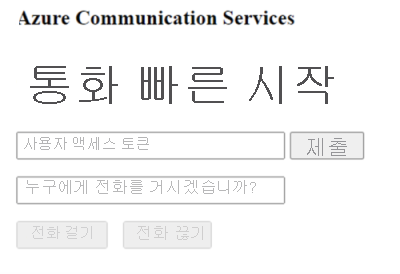 Azure Communication Services
통화 빠른 시작
사용자 액세스 토큰 제출
누구에게 전화를 거시겠습니까?
전화 걸기 전화 끊기